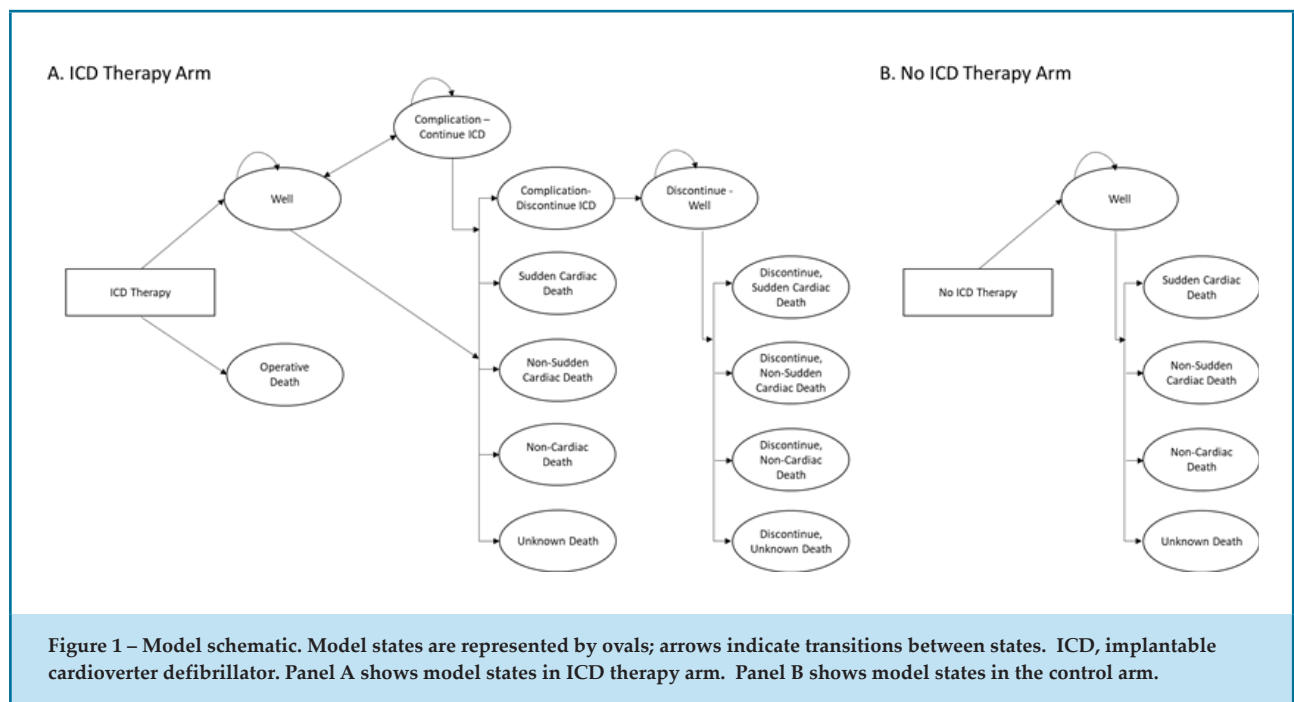 A. ICD Therapy Arm
Complication –
Continue ICD
Well
Complication-
Discontinue ICD
Discontinue -
Well
ICD Therapy
Sudden Cardiac
Death
Discontinue,
Sudden Cardiac
Death
Operative
Death
Non-Sudden
Cardiac Death
Discontinue,
Non-Sudden
Cardiac Death
Non-Cardiac
Death
Discontinue,
Non-Cardiac
Death
Unknown Death
Discontinue,
Unknown Death
B. No ICD Therapy Arm
Well
No ICD Therapy
Sudden Cardiac
Death
Non-Sudden
Cardiac Death
Non-Cardiac
Death
Unknown Death
Figure 1 – Model schematic. Model states are represented by ovals; arrows indicate transitions between states.  ICD, implantable
cardioverter defibrillator. Panel A shows model states in ICD therapy arm.  Panel B shows model states in the control arm.